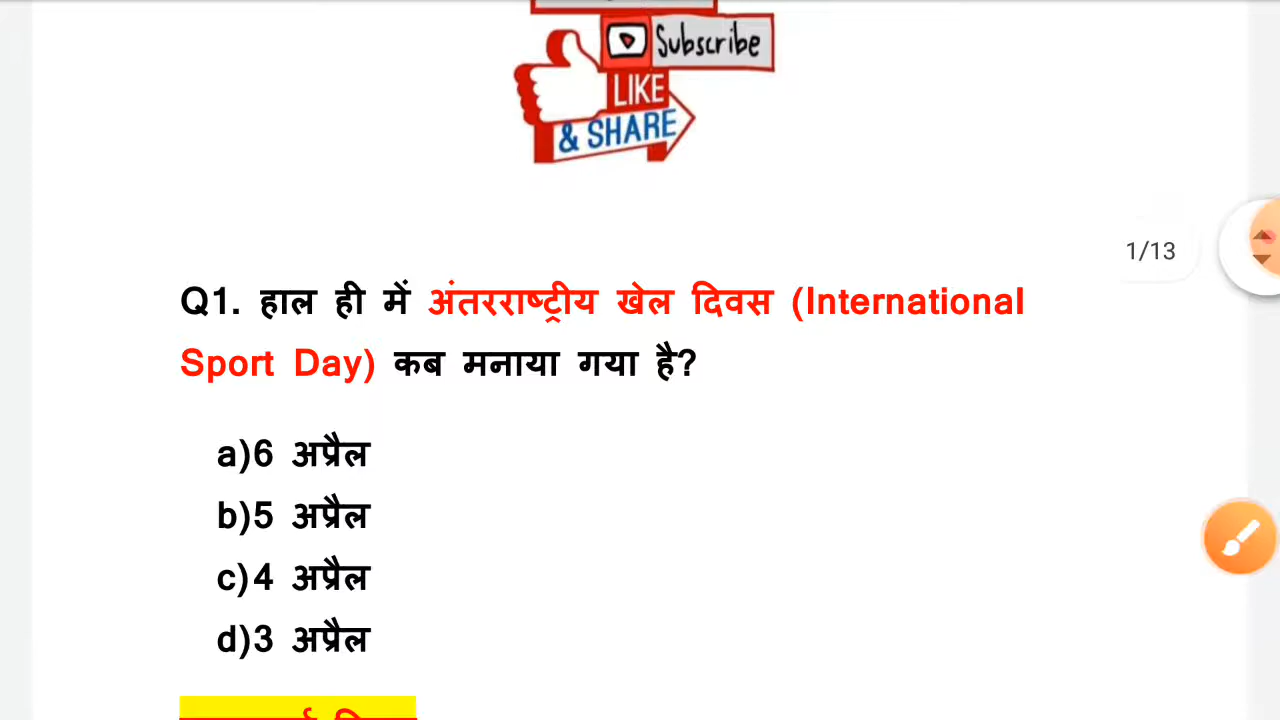 Subscribe
LIKE
& SHARE
1/13
Q1. हाल ही में अंतरराष्ट्रीय खेल दिवस (International
Sport Day) कब मनाया गया है?
a)6 अप्रैल
b)5 अप्रैल
c)4 अप्रैल
d)3 अप्रैल